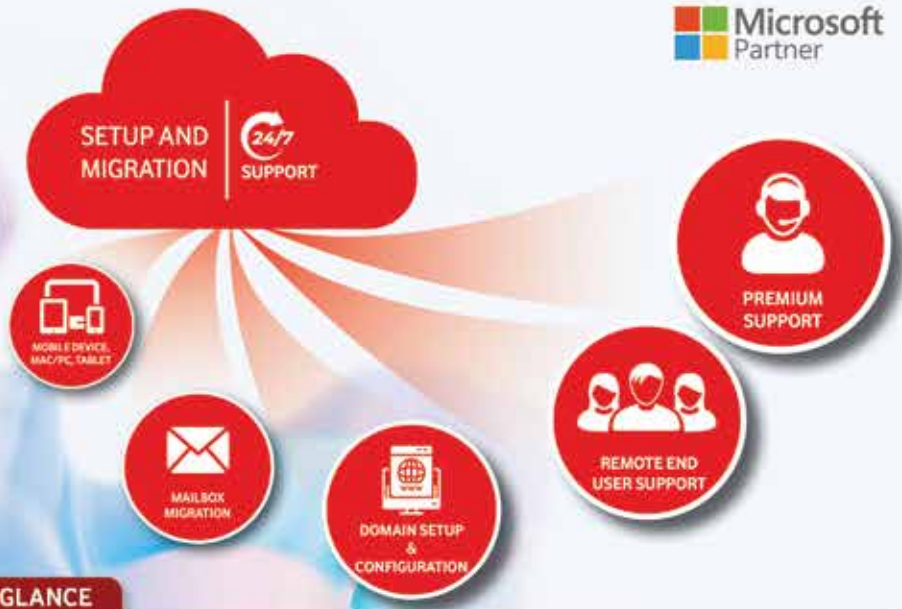 Microsoft
Partner
SETUP AND
MIGRATION
24/7
SUPPORT
PREMIUM
SUPPORT
MOBILE DEVICE,
MAC/PC, TABLET
REMOTE END
USER SUPPORT
MAILBOX
MIGRATION
DOMAIN SETUP
&
CONFIGURATION
GLANCE